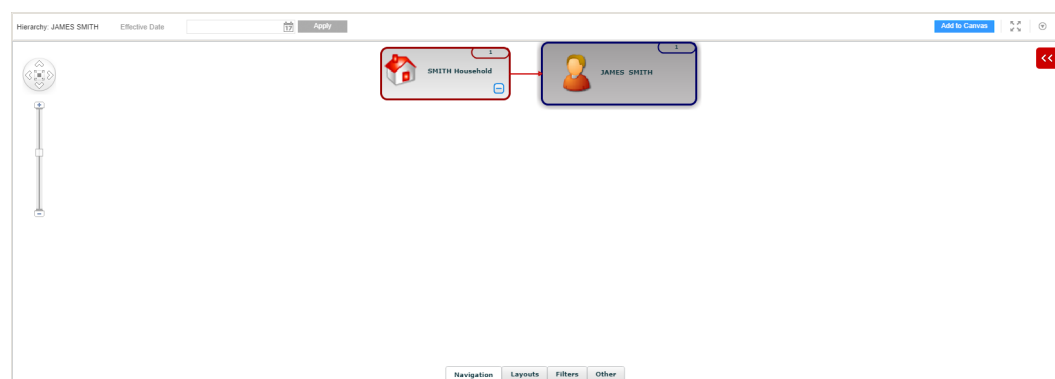 Hierarchy: JAMES SMITH Effective Date 17 Apply Add to Canvas
1 1
<<
SMITH Household JAMES SMITH
Navigation Layouts Filters Other